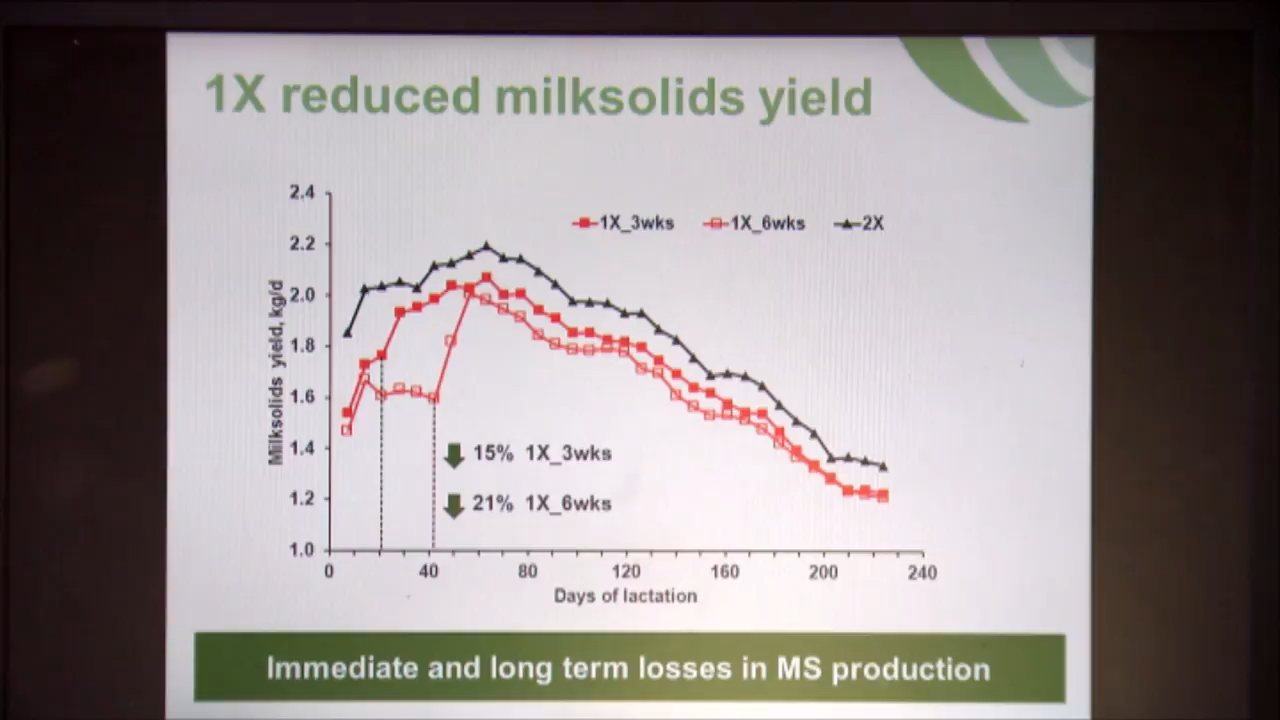 1X reduced milksolids yield
2.4
2.2
2.0
1.8
1.6
1.4
1.2
1.0
Milksolids yield, kg/d
1X_3wks 1X_6wks 2X
15% 1X_3wks
21% 1X_6wks
0 40 80 120 160 200 240
Days of lactation
Immediate and long term losses in MS production